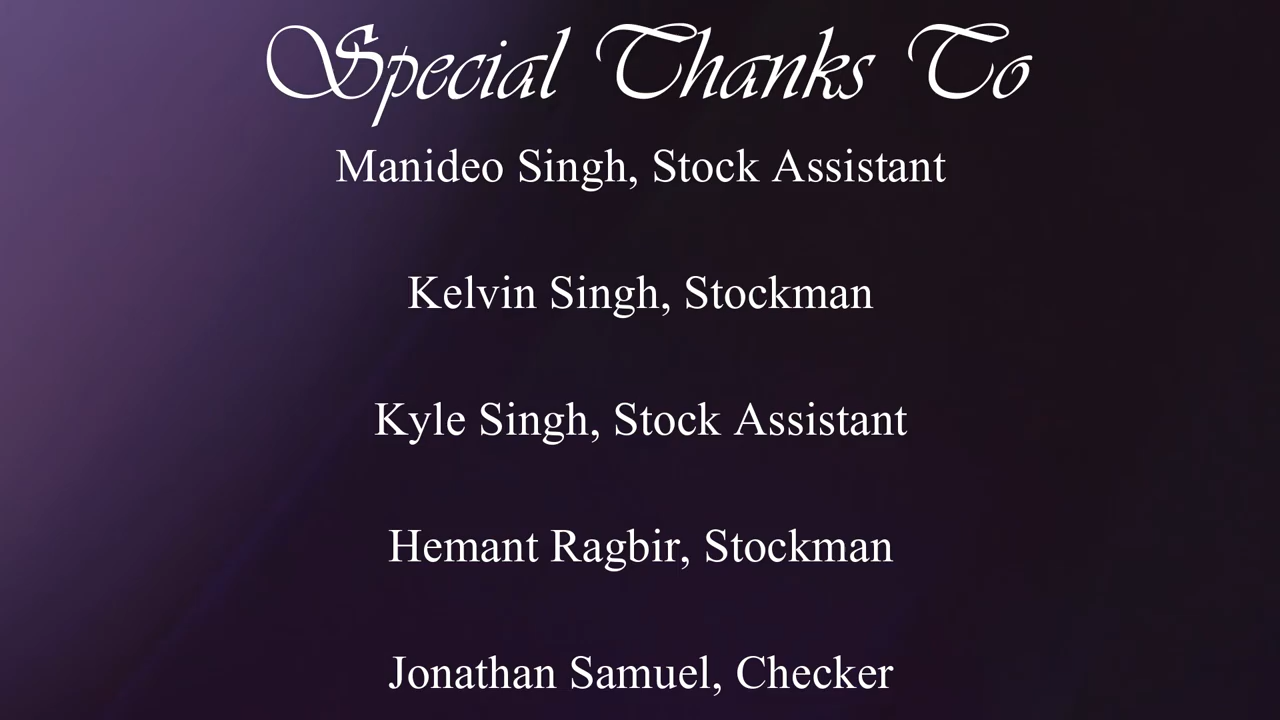 Special Thanks To
Manideo Singh, Stock Assistant
Kelvin Singh, Stockman
Kyle Singh, Stock Assistant
Hemant Ragbir, Stockman
Jonathan Samuel, Checker